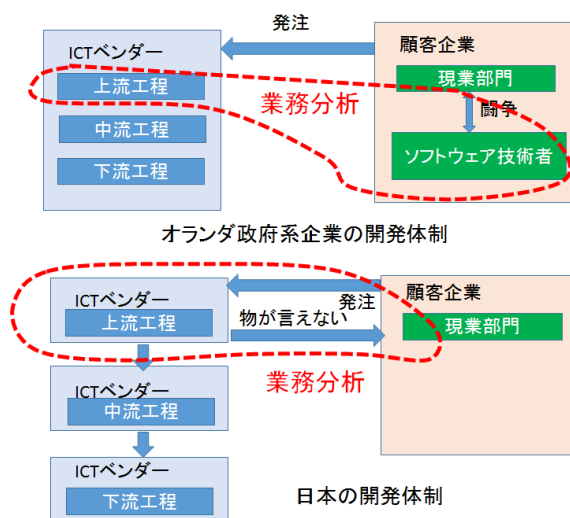 発注
ICTベンダー
顧客企業
上流工程
現業部門
業務分析
闘争
中流工程
ソフトウェア技術者
下流工程
オランダ政府系企業の開発体制
ICTベンダー
顧客企業
発注
上流工程
物が言えない
現業部門
ICTベンダー
業務分析
中流工程
ICTベンダー
下流工程
日本の開発体制